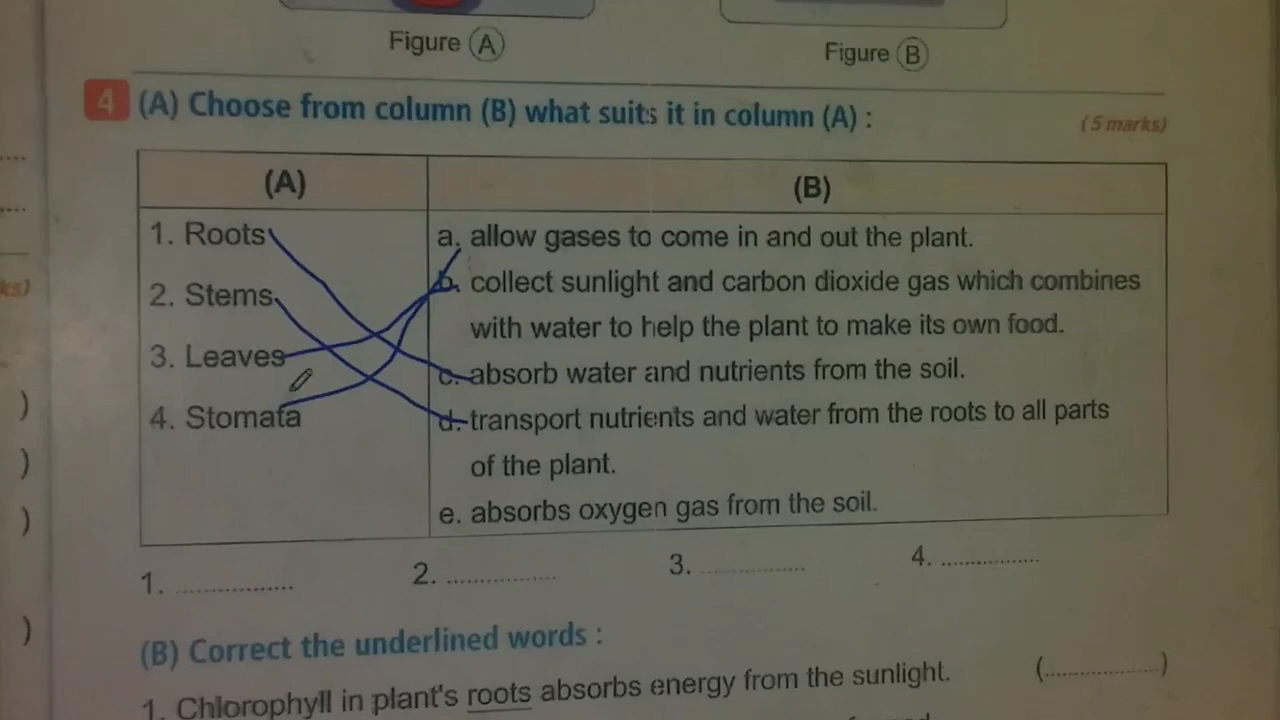 Figure (A)
Figure (B)
4 (A) Choose from column (B) what suits it in column (A) :
(5 marks)
(A)
(B)
1. Roots
2. Stems
3. Leaves
4. Stomata
a. allow gases to come in and out the plant.
b. collect sunlight and carbon dioxide gas which combines
with water to help the plant to make its own food.
c. absorb water and nutrients from the soil.
d. transport nutrients and water from the roots to all parts
of the plant.
e. absorbs oxygen gas from the soil.
1. ................ 2. ................ 3. ................ 4. ................
(B) Correct the underlined words :
1. Chlorophyll in plant's roots absorbs energy from the sunlight. (................)